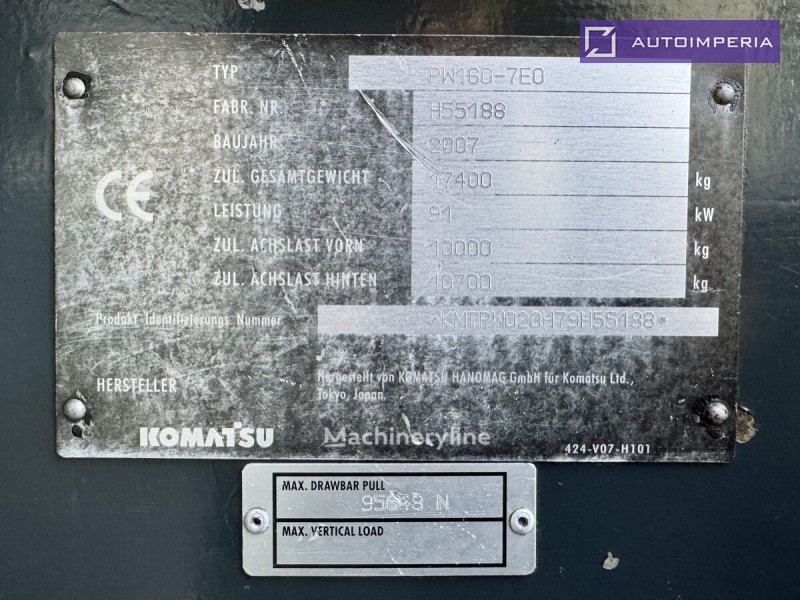 AUTOIMPERIA
TYP PW160-7E0
FABR. NR. H55188
BAUJAHR 2007
ZUL. GESAMTGEWICHT 17400 kg
LEISTUNG 91 kW
ZUL. ACHSLAST VORN 10000 kg
ZUL. ACHSLAST HINTEN 10700 kg
CE
Produkt Identifizierungs Nummer *KMTPW020H79H55188*
HERSTELLER Hergestellt von KOMATSU HANOMAG GmbH für Komatsu Ltd.,
Tokyo, Japan.
KOMATSU Machineryline 424-V07-H101
MAX. DRAWBAR PULL
95648 N
MAX. VERTICAL LOAD